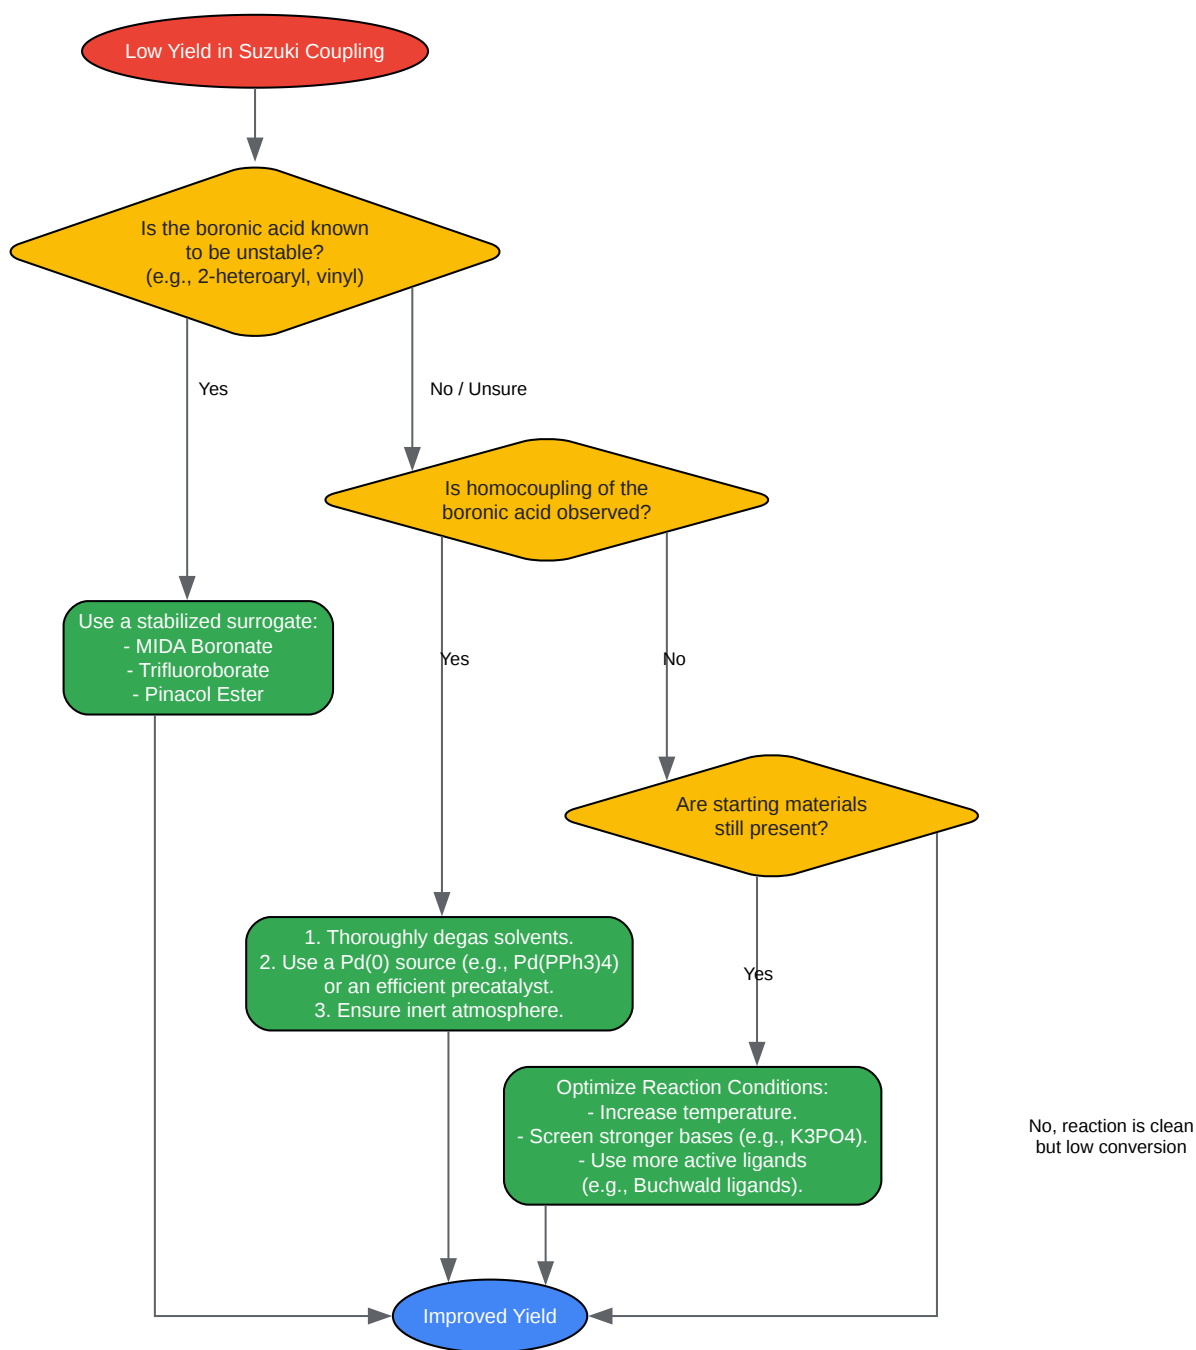 Low Yield in Suzuki Coupling
Is the boronic acid known
to be unstable?
(e.g., 2-heteroaryl, vinyl)
Yes
No / Unsure
Is homocoupling of the
boronic acid observed?
Use a stabilized surrogate:
- MIDA Boronate
- Trifluoroborate
- Pinacol Ester
Yes
No
Are starting materials
still present?
1. Thoroughly degas solvents.
2. Use a Pd(0) source (e.g., Pd(PPh3)4)
or an efficient precatalyst.
3. Ensure inert atmosphere.
Yes
Optimize Reaction Conditions:
- Increase temperature.
- Screen stronger bases (e.g., K3PO4).
- Use more active ligands
(e.g., Buchwald ligands).
No, reaction is clean
but low conversion
Improved Yield